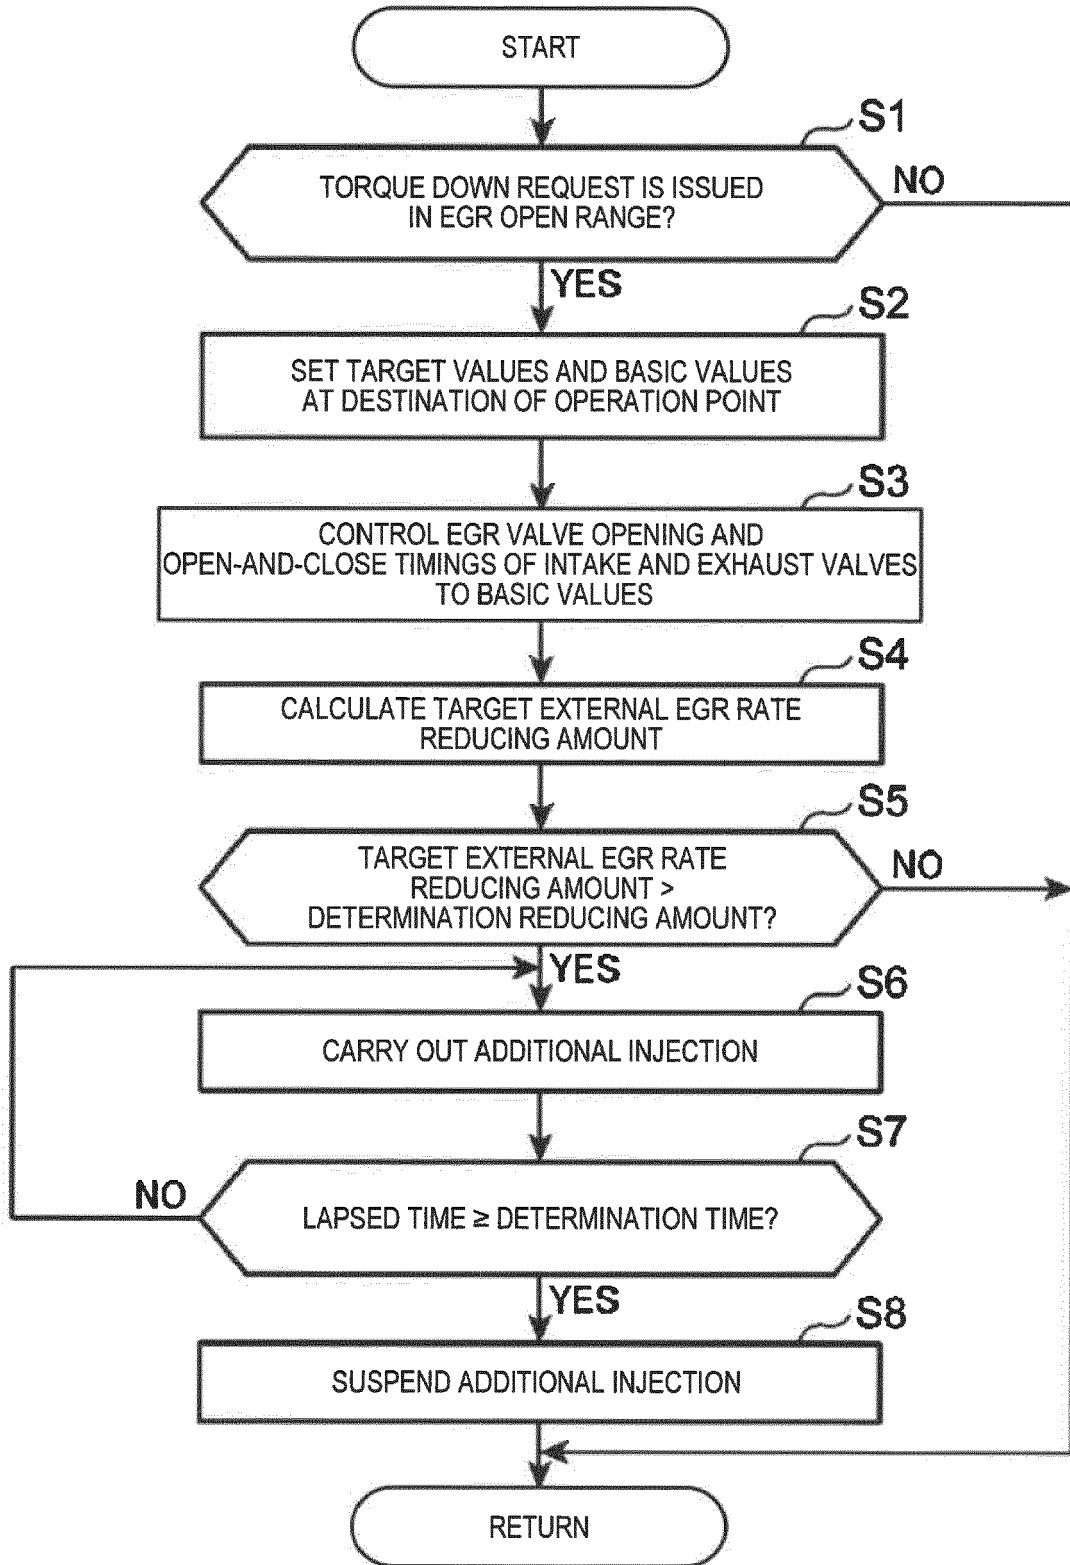 START
S1
TORQUE DOWN REQUEST IS ISSUED
IN EGR OPEN RANGE?
NO
YES
S2
SET TARGET VALUES AND BASIC VALUES
AT DESTINATION OF OPERATION POINT
S3
CONTROL EGR VALVE OPENING AND
OPEN-AND-CLOSE TIMINGS OF INTAKE AND EXHAUST VALVES
TO BASIC VALUES
S4
CALCULATE TARGET EXTERNAL EGR RATE
REDUCING AMOUNT
S5
TARGET EXTERNAL EGR RATE
REDUCING AMOUNT >
DETERMINATION REDUCING AMOUNT?
NO
YES
S6
CARRY OUT ADDITIONAL INJECTION
S7
NO
LAPSED TIME ≥ DETERMINATION TIME?
YES
S8
SUSPEND ADDITIONAL INJECTION
RETURN